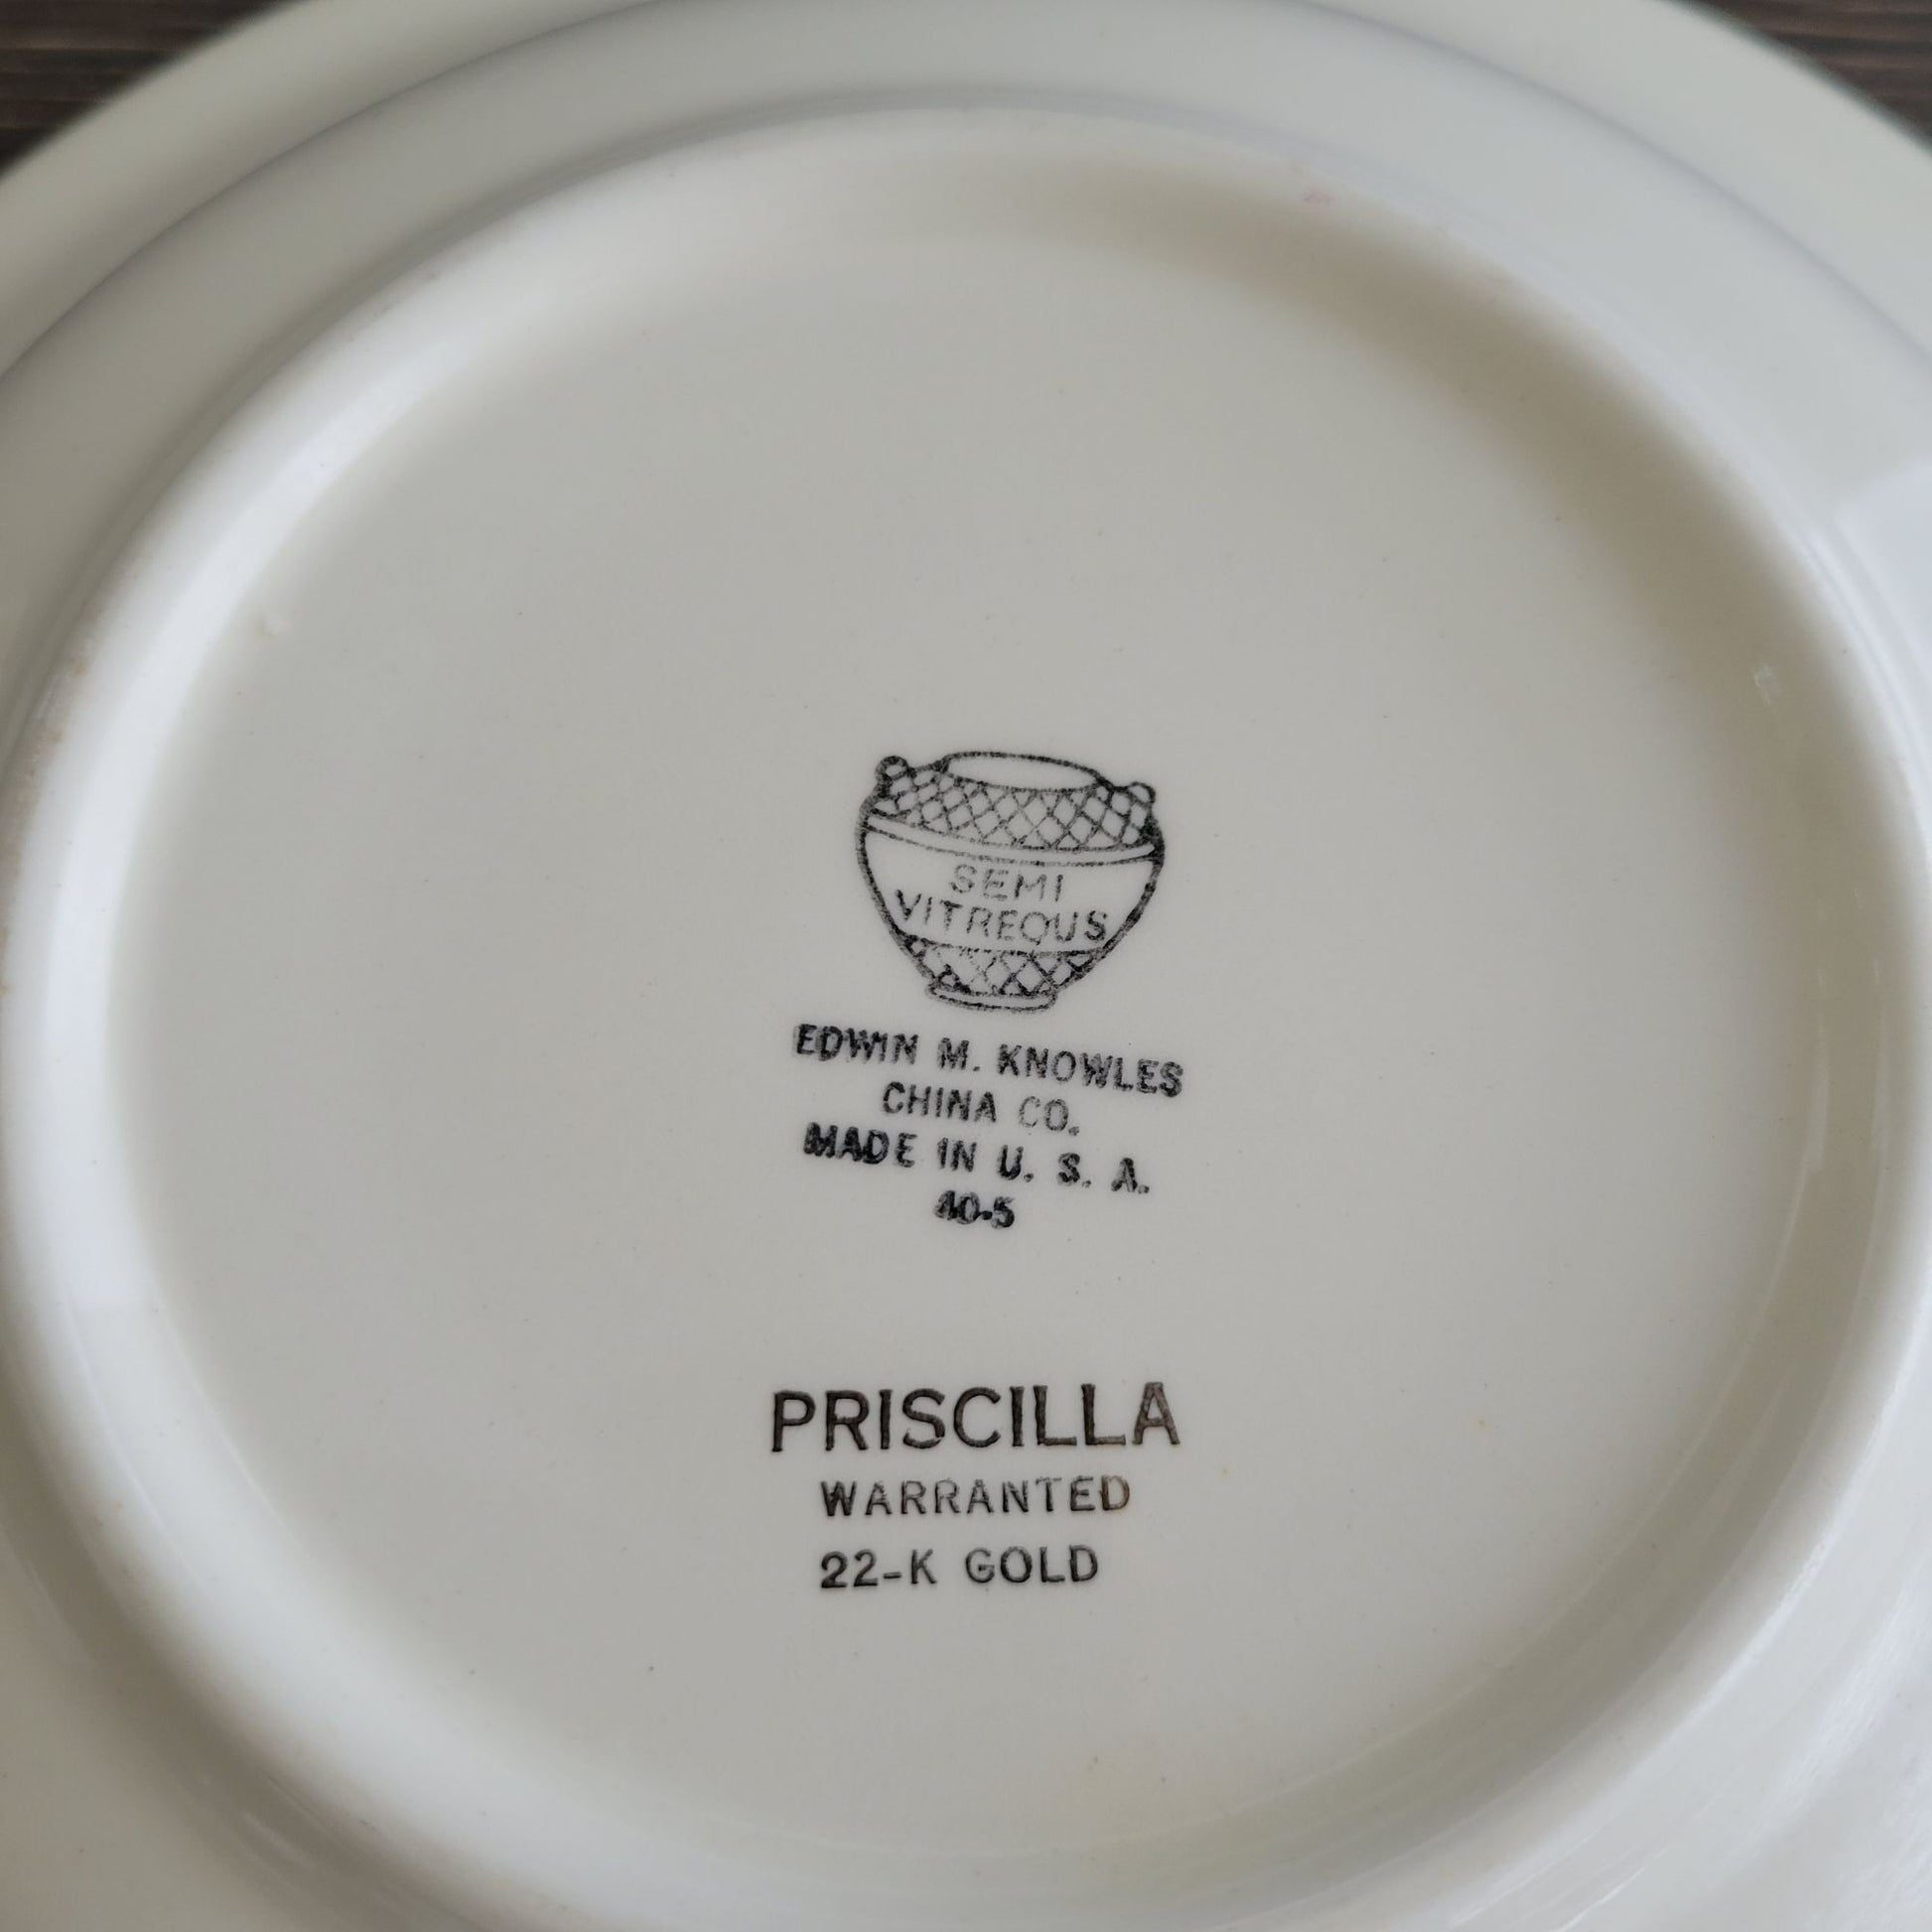 SEMI
VITREOUS
EDWIN M. KNOWLES
CHINA CO.
MADE IN U. S. A.
40-5
PRISCILLA
WARRANTED
22-K GOLD